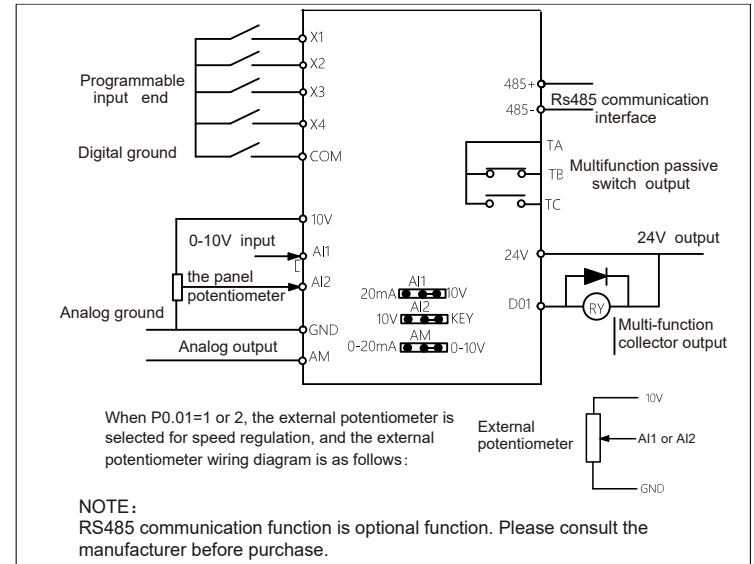 X1
X2
Programmable
input end
X3
X4
Digital ground
COM
485+
485-
Rs485 communication
interface
TA
TB
TC
Multifunction passive
switch output
10V
0-10V input
AI1
AI2
the panel
potentiometer
Analog ground
GND
Analog output
AM
24V
24V output
D01
RY
Multi-function
collector output
AI1
20mA 10V
AI2
10V KEY
AM
0-20mA 0-10V
When P0.01=1 or 2, the external potentiometer is
selected for speed regulation, and the external
potentiometer wiring diagram is as follows:
External
potentiometer
10V
AI1 or AI2
GND
NOTE:
RS485 communication function is optional function. Please consult the
manufacturer before purchase.